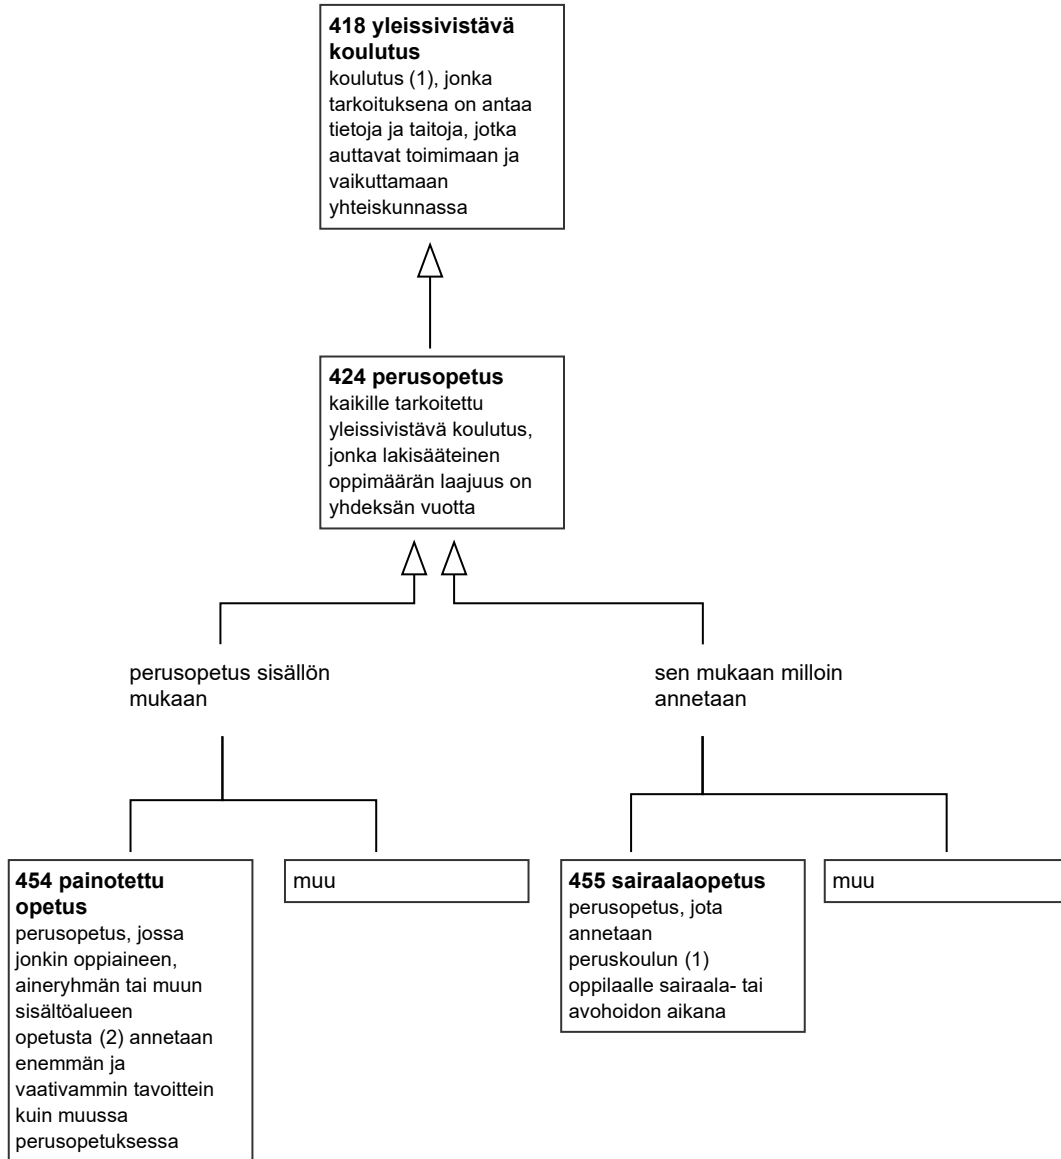 418 yleissivistävä
koulutus
koulutus (1), jonka
tarkoituksena on antaa
tietoja ja taitoja, jotka
auttavat toimimaan ja
vaikuttamaan
yhteiskunnassa
424 perusopetus
kaikille tarkoitettu
yleissivistävä koulutus,
jonka lakisääteinen
oppimäärän laajuus on
yhdeksän vuotta
perusopetus sisällön
mukaan
sen mukaan milloin
annetaan
454 painotettu
opetus
perusopetus, jossa
jonkin oppiaineen,
aineryhmän tai muun
sisältöalueen
opetusta (2) annetaan
enemmän ja
vaativammin tavoittein
kuin muussa
perusopetuksessa
muu
455 sairaalaopetus
perusopetus, jota
annetaan
peruskoulun (1)
oppilaalle sairaala- tai
avohoidon aikana
muu